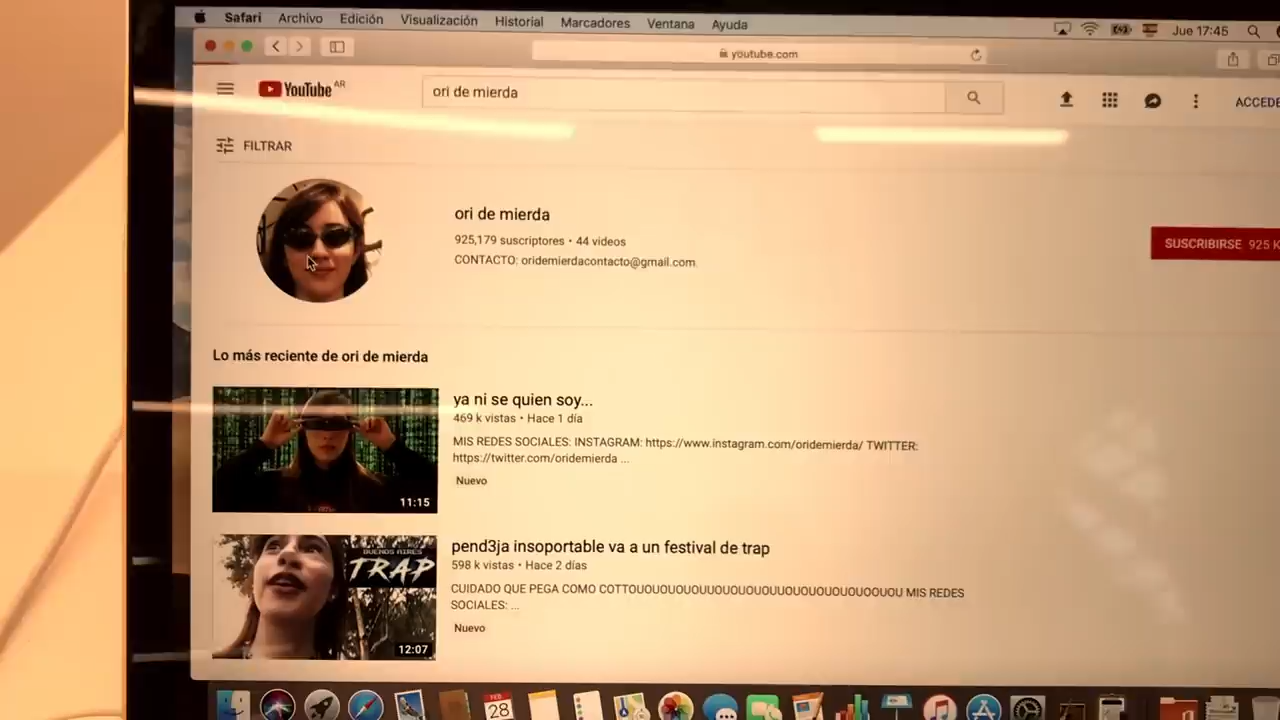 Safari Archivo Edición Visualización Historial Marcadores Ventana Ayuda Jue 17:45
youtube.com
YouTube AR ori de mierda ACCEDE
FILTRAR
ori de mierda
925,179 suscriptores • 44 videos
SUSCRIBIRSE 925 K
CONTACTO: oridemierdacontacto@gmail.com
Lo más reciente de ori de mierda
ya ni se quien soy...
469 k vistas • Hace 1 día
MIS REDES SOCIALES: INSTAGRAM: https://www.instagram.com/oridemierda/ TWITTER:
https://twitter.com/oridemierda ...
Nuevo
11:15
pend3ja insoportable va a un festival de trap
BUENOS AIRES
TRAP
598 k vistas • Hace 2 días
CUIDADO QUE PEGA COMO COTTOUOUOUOUOUUOUOUOUOUUOUOUOUOUOUOOUOU MIS REDES
SOCIALES: ...
Nuevo
12:07
FEB
28